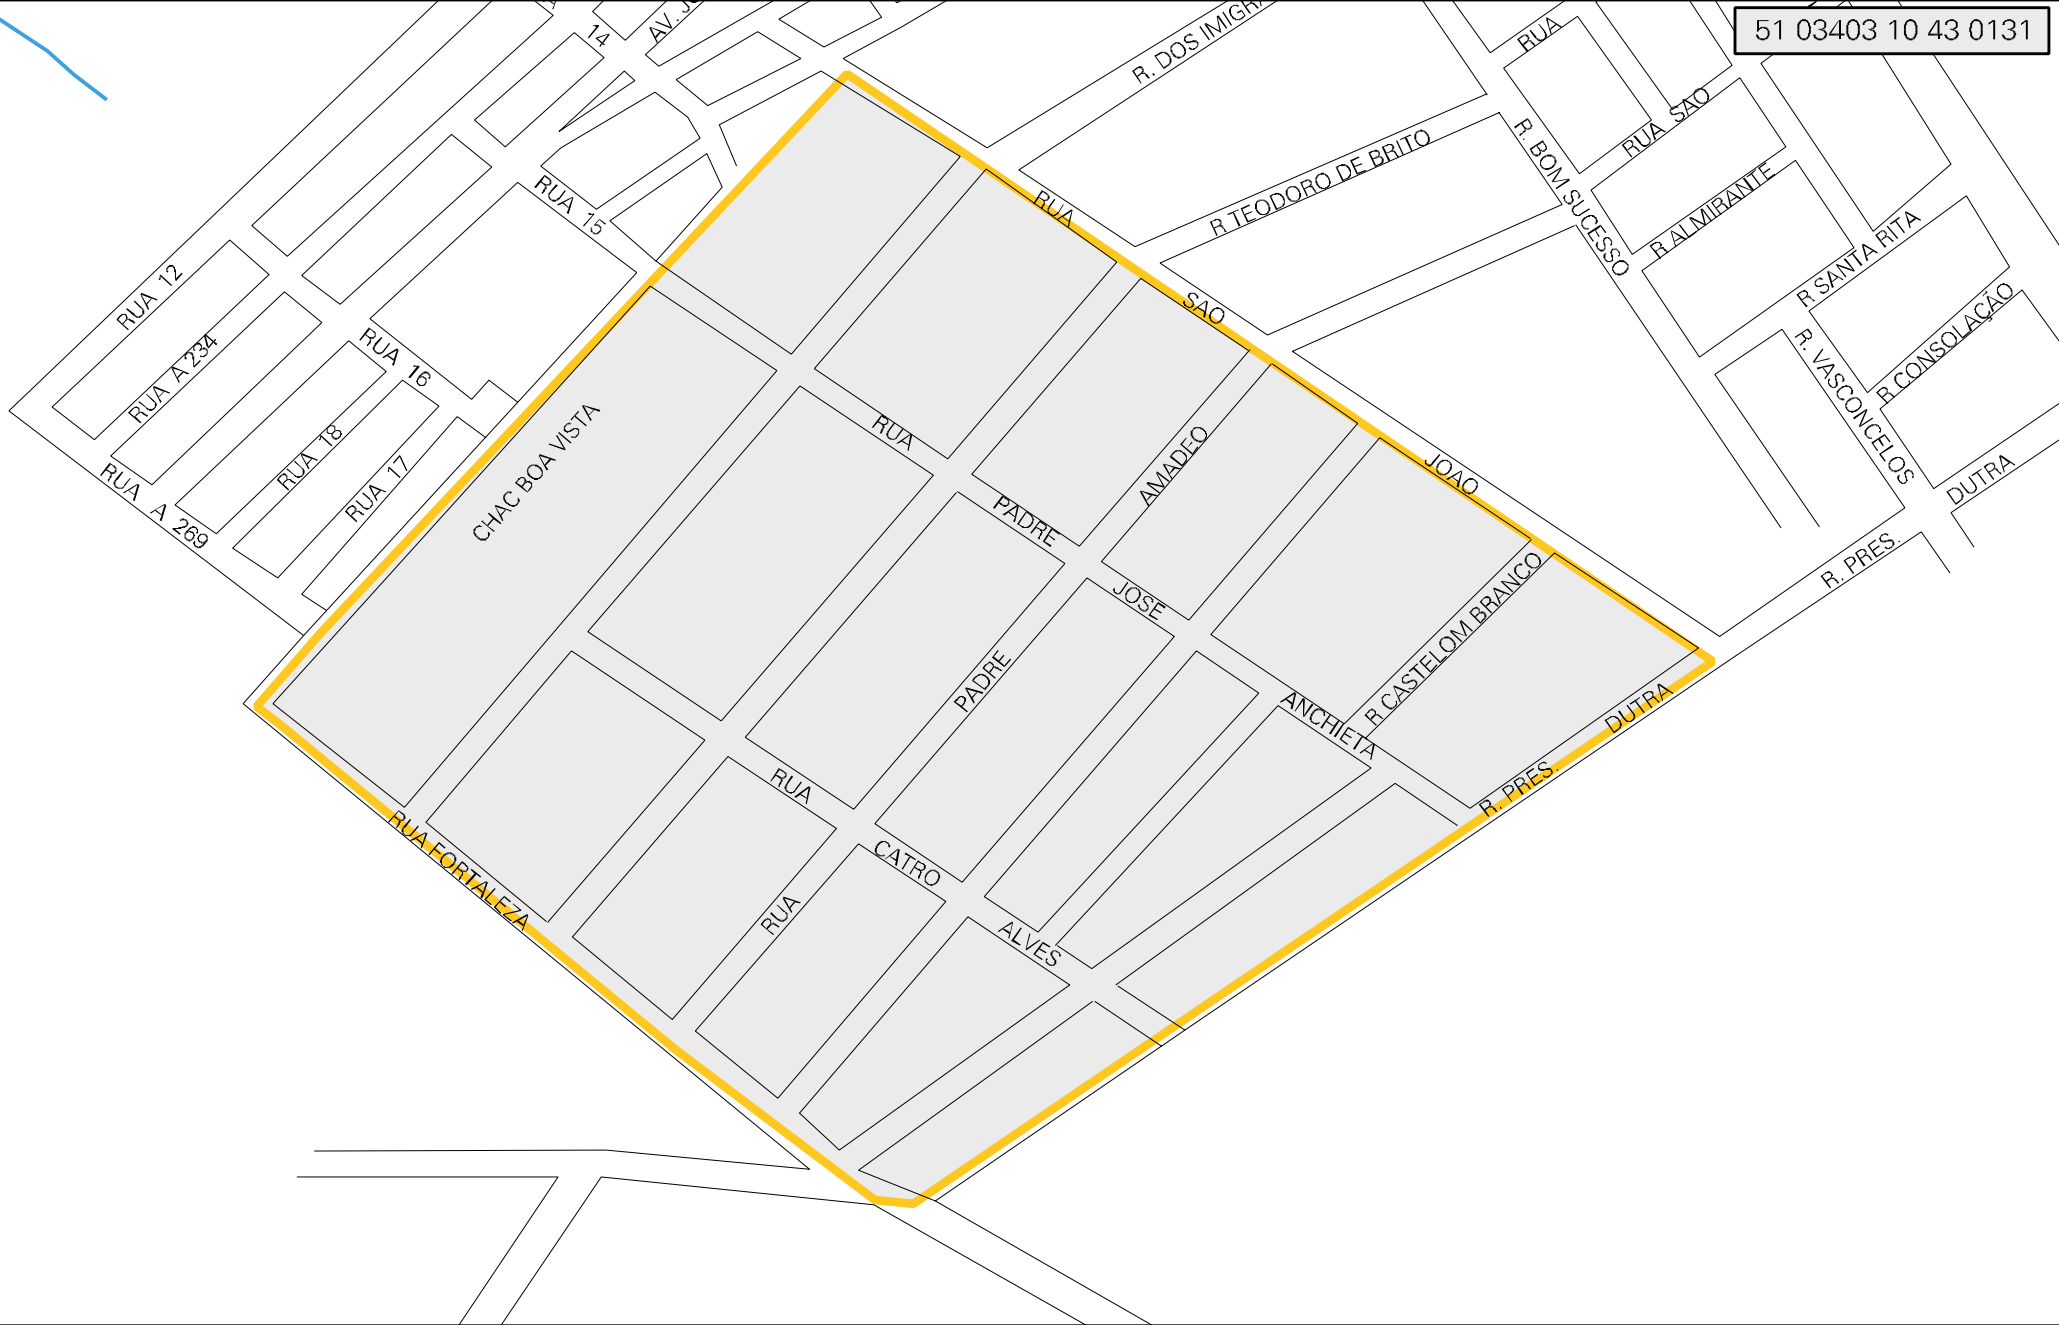 51 03403 10 43 0131
14
R. DOS IMIGRA
RUA
RUA SAO
R. BOM SUCESSO
R TEODORO DE BRITO
R ALMIRANTE
R SANTA RITA
R CONSOLAÇÃO
R. VASCONCELOS
DUTRA
R. PRES.
RUA 15
RUA 12
RUA A 234
RUA 16
RUA 18
RUA 17
RUA A 269
CHAC BOA VISTA
RUA SAO JOAO
RUA PADRE JOSE ANCHIETA
AMADEO
PADRE
RUA
R CASTELOM BRANCO
R. PRES. DUTRA
RUA CATRO ALVES
RUA FORTALEZA